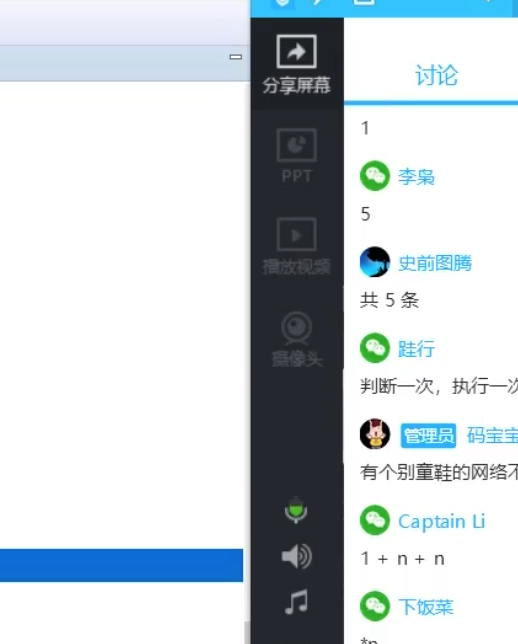 分享屏幕
PPT
播放视频
摄像头
讨论
1
李枭
5
史前图腾
共 5 条
跬行
判断一次，执行一次
管理员 码宝宝
有个别童鞋的网络不
Captain Li
1 + n + n
下饭菜